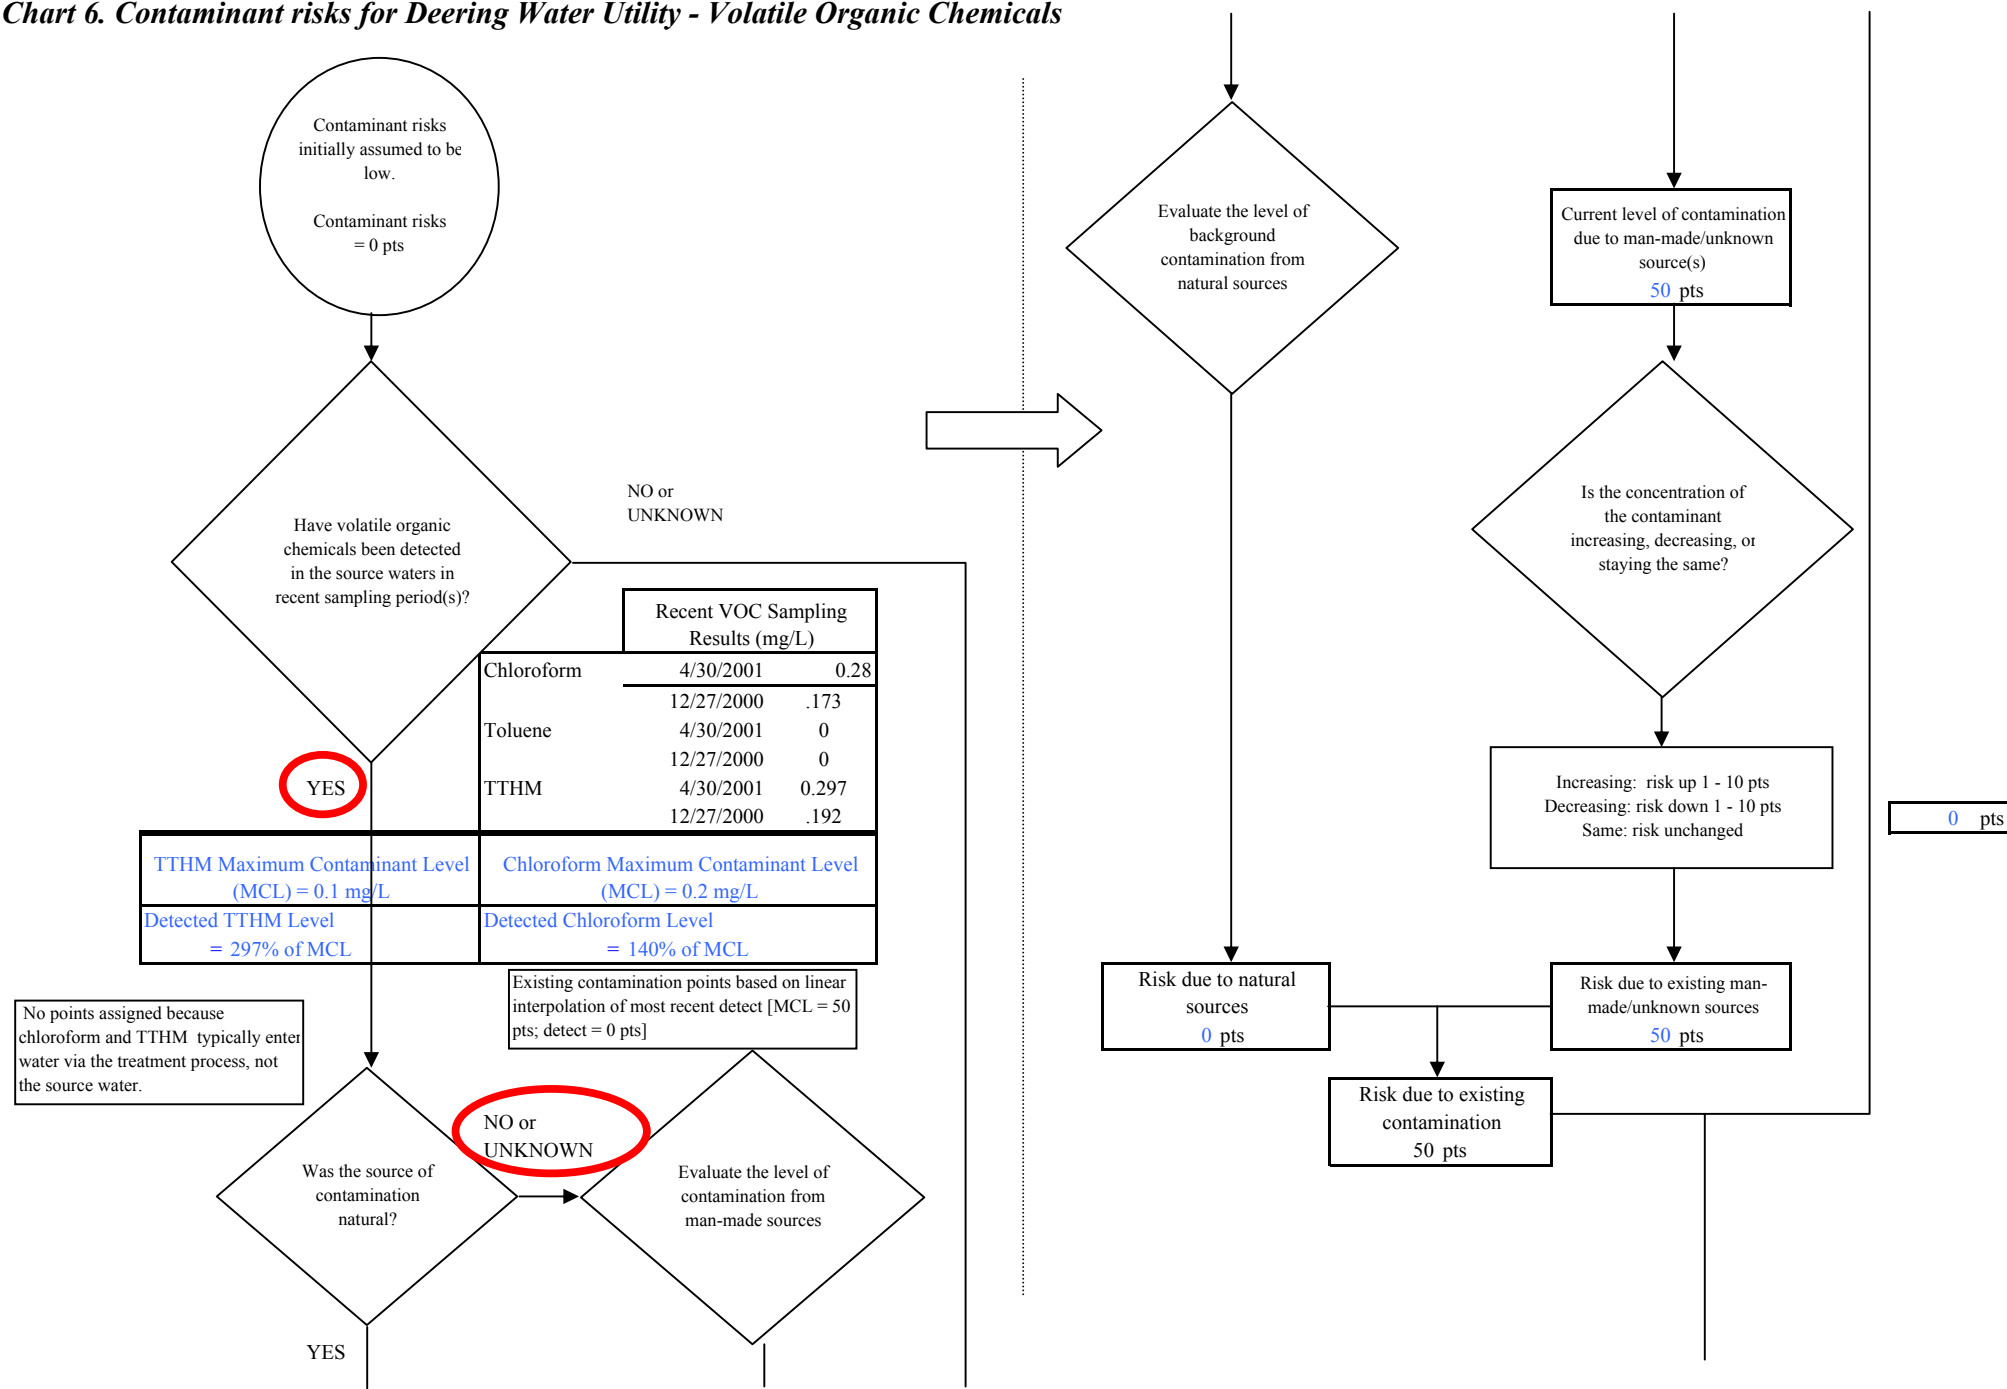 Chart 6. Contaminant risks for Deering Water Utility - Volatile Organic Chemicals
Contaminant risks
initially assumed to be
low.
Contaminant risks
= 0 pts
Have volatile organic
chemicals been detected
in the source waters in
recent sampling period(s)?
NO or
UNKNOWN
YES
Recent VOC Sampling
Results (mg/L)
Chloroform 4/30/2001 0.28
12/27/2000 .173
Toluene 4/30/2001 0
12/27/2000 0
TTHM 4/30/2001 0.297
12/27/2000 .192
TTHM Maximum Contaminant Level
(MCL) = 0.1 mg/L
Chloroform Maximum Contaminant Level
(MCL) = 0.2 mg/L
Detected TTHM Level
= 297% of MCL
Detected Chloroform Level
= 140% of MCL
Existing contamination points based on linear
interpolation of most recent detect [MCL = 50
pts; detect = 0 pts]
No points assigned because
chloroform and TTHM typically enter
water via the treatment process, not
the source water.
Was the source of
contamination
natural?
NO or
UNKNOWN
Evaluate the level of
contamination from
man-made sources
YES
Evaluate the level of
background
contamination from
natural sources
Current level of contamination
due to man-made/unknown
source(s)
50 pts
Is the concentration of
the contaminant
increasing, decreasing, or
staying the same?
Increasing: risk up 1 - 10 pts
Decreasing: risk down 1 - 10 pts
Same: risk unchanged
0 pts
Risk due to natural
sources
0 pts
Risk due to existing man-
made/unknown sources
50 pts
Risk due to existing
contamination
50 pts